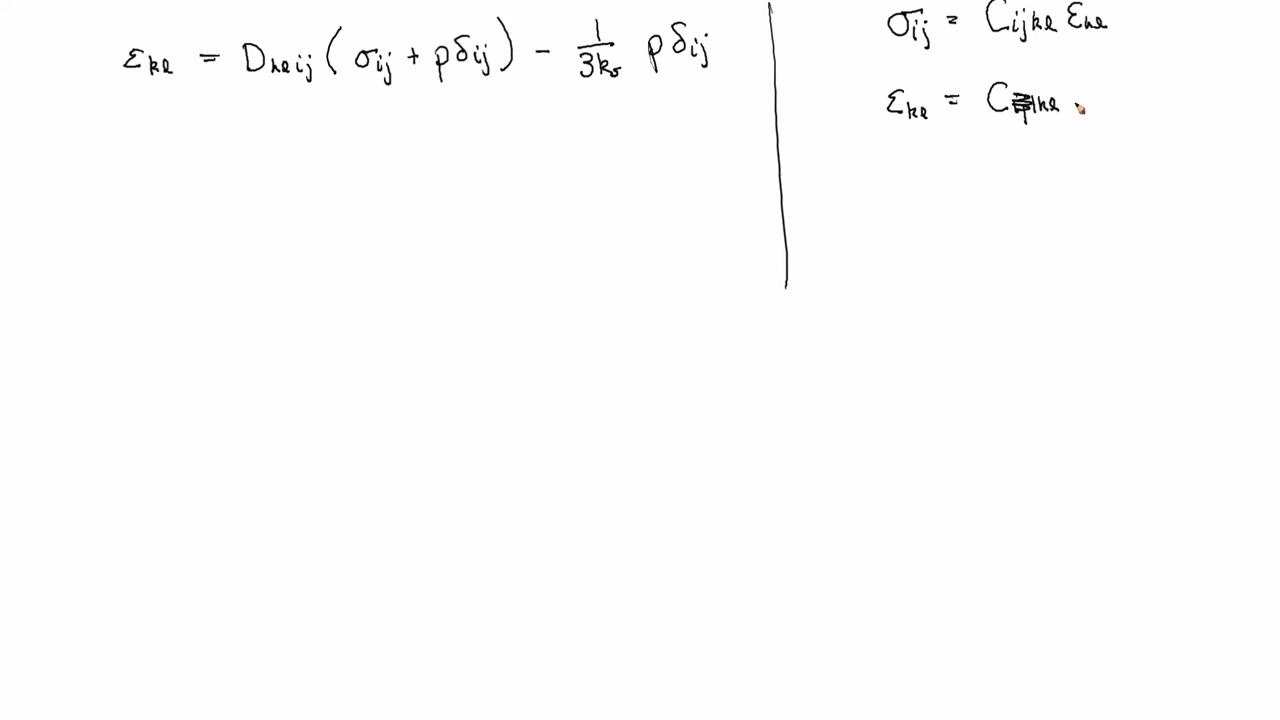 ε_kl = D_klij ( σ_ij + p δ_ij ) - 1/(3k_s) p δ_ij
σ_ij = C_ijkl ε_kl
ε_kl = C